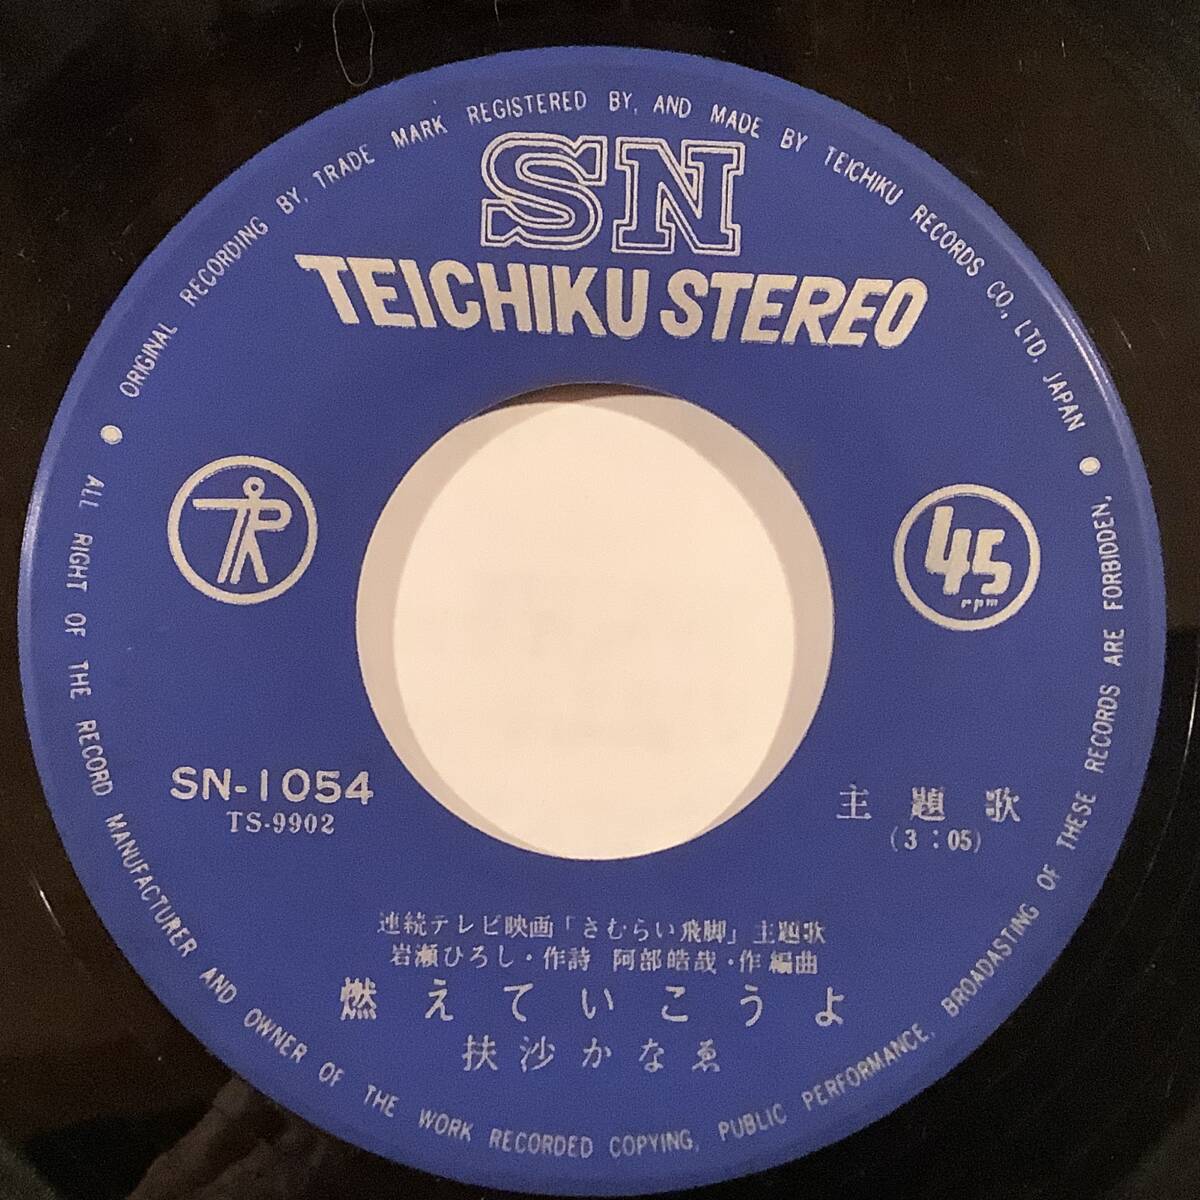 ORIGINAL RECORDING BY, TRADE MARK REGISTERED BY, AND MADE BY TEICHIKU RECORDS CO., LTD. JAPAN
SN
TEICHIKU STEREO
TR
45
rpm
SN-1054
TS-9902
主題歌
(3:05)
連続テレビ映画「さむらい飛脚」主題歌
岩瀬ひろし・作詩 阿部皓哉・作編曲
燃えていこうよ
扶沙かなゑ
ALL RIGHT OF THE RECORD MANUFACTURER AND OWNER OF THE WORK RECORDED COPYING, PUBLIC PERFORMANCE, BROADASTING OF THESE RECORDS ARE FORBIDDEN,